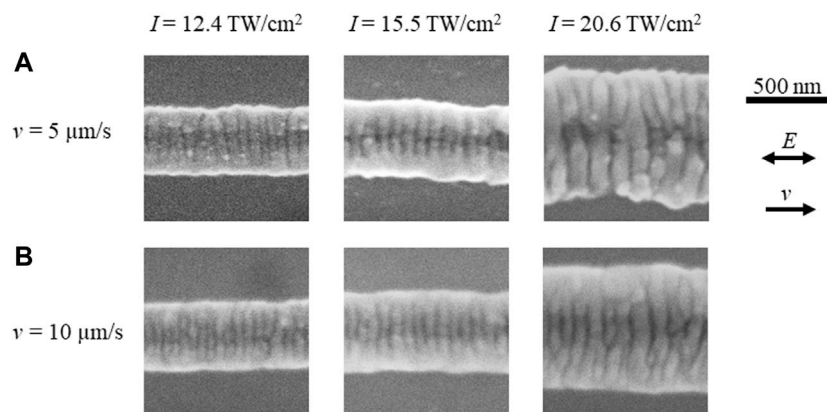 I = 12.4 TW/cm² I = 15.5 TW/cm² I = 20.6 TW/cm²
A
500 nm
v = 5 μm/s
E
v
B
v = 10 μm/s